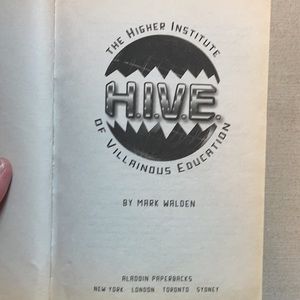 THE HIGHER INSTITUTE
H.I.V.E.
OF VILLAINOUS EDUCATION
BY MARK WALDEN
ALADDIN PAPERBACKS
NEW YORK LONDON TORONTO SYDNEY